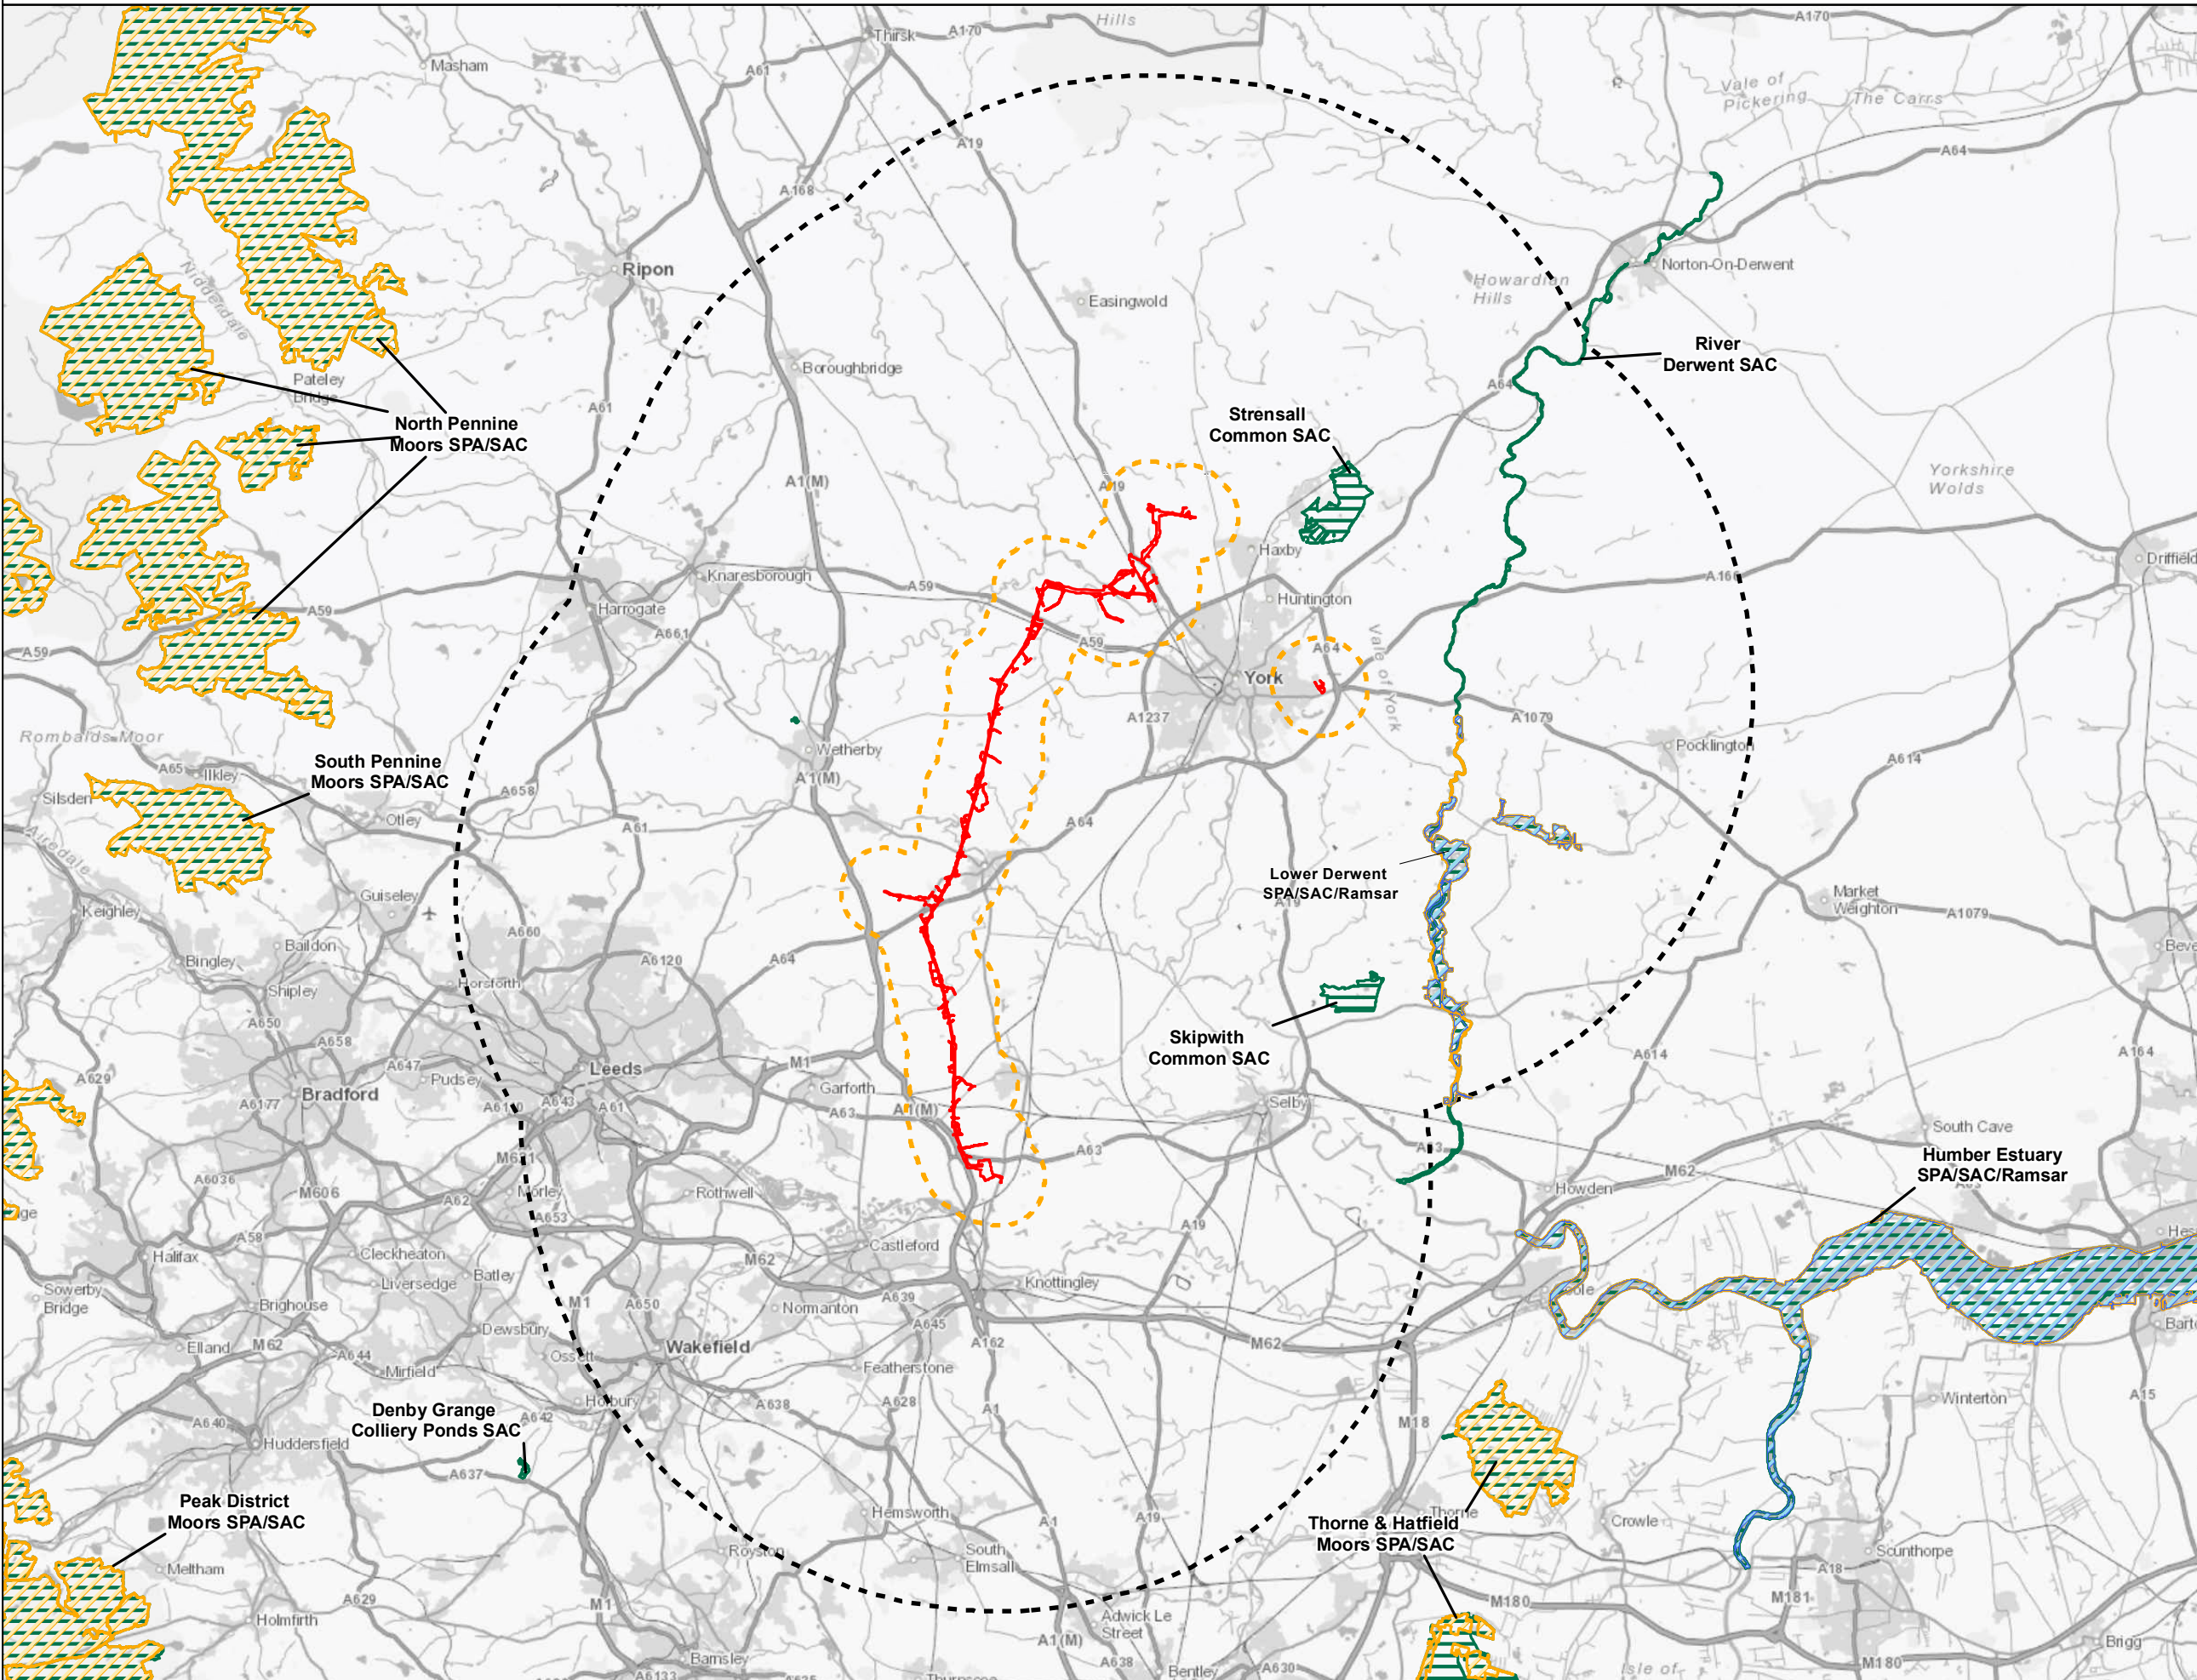 Hills
A170
A170
Thirsk
Masham
A61
Vale of
Pickering
The Carrs
A19
A64
A168
Ripon
Norton-On-Derwent
Nidderdale
Howardian
Hills
Easingwold
River
Derwent SAC
Boroughbridge
Pateley
Bridge
A64
A61
Strensall
Common SAC
North Pennine
Moors SPA/SAC
Yorkshire
Wolds
A1(M)
A19
Haxby
Driffield
Knaresborough
A59
A166
Harrogate
A59
Huntington
A661
A59
A59
A64
Vale of York
York
A1237
A1079
Rombalds Moor
Wetherby
Pocklington
South Pennine
Moors SPA/SAC
A65
Ilkley
A1(M)
A614
Silsden
A658
Otley
A61
A64
Airedale
Lower Derwent
SPA/SAC/Ramsar
A19
Guiseley
Market
Weighton
Keighley
A1079
A660
Baildon
Beve
Bingley
A6120
A64
Horsforth
Shipley
A650
Skipwith
Common SAC
A658
A614
A164
A647
M1
Leeds
A629
Pudsey
Garforth
Bradford
A6177
A6110
A643
A61
A63
A1(M)
Selby
South Cave
A63
A63
Humber Estuary
SPA/SAC/Ramsar
M621
M62
A6036
M606
A62
Morley
Rothwell
Howden
A653
ge
A19
A58
Halifax
Cleckheaton
Castleford
Hes
M62
Batley
Liversedge
Knottingley
Sowerby
Bridge
oole
Brighouse
M1
A650
Normanton
A639
Bart
Dewsbury
A645
Elland
M62
Wakefield
A162
M62
A644
Ossett
Mirfield
Featherstone
Winterton
A15
Horbury
A638
A628
A1
Denby Grange
Colliery Ponds SAC
A642
A640
M18
Huddersfield
A637
Peak District
Moors SPA/SAC
Hemsworth
Thorne
Thorne & Hatfield
Moors SPA/SAC
A1
A19
Crowle
Royston
South
Elmsall
Scunthorpe
Meltham
A18
A629
M1
M180
M181
Holmfirth
Adwick Le
Street
A1(M)
Brigg
Barnsley
A638
Bentley
A630
M180
A6133
A635
Thurnscoe
Isle of